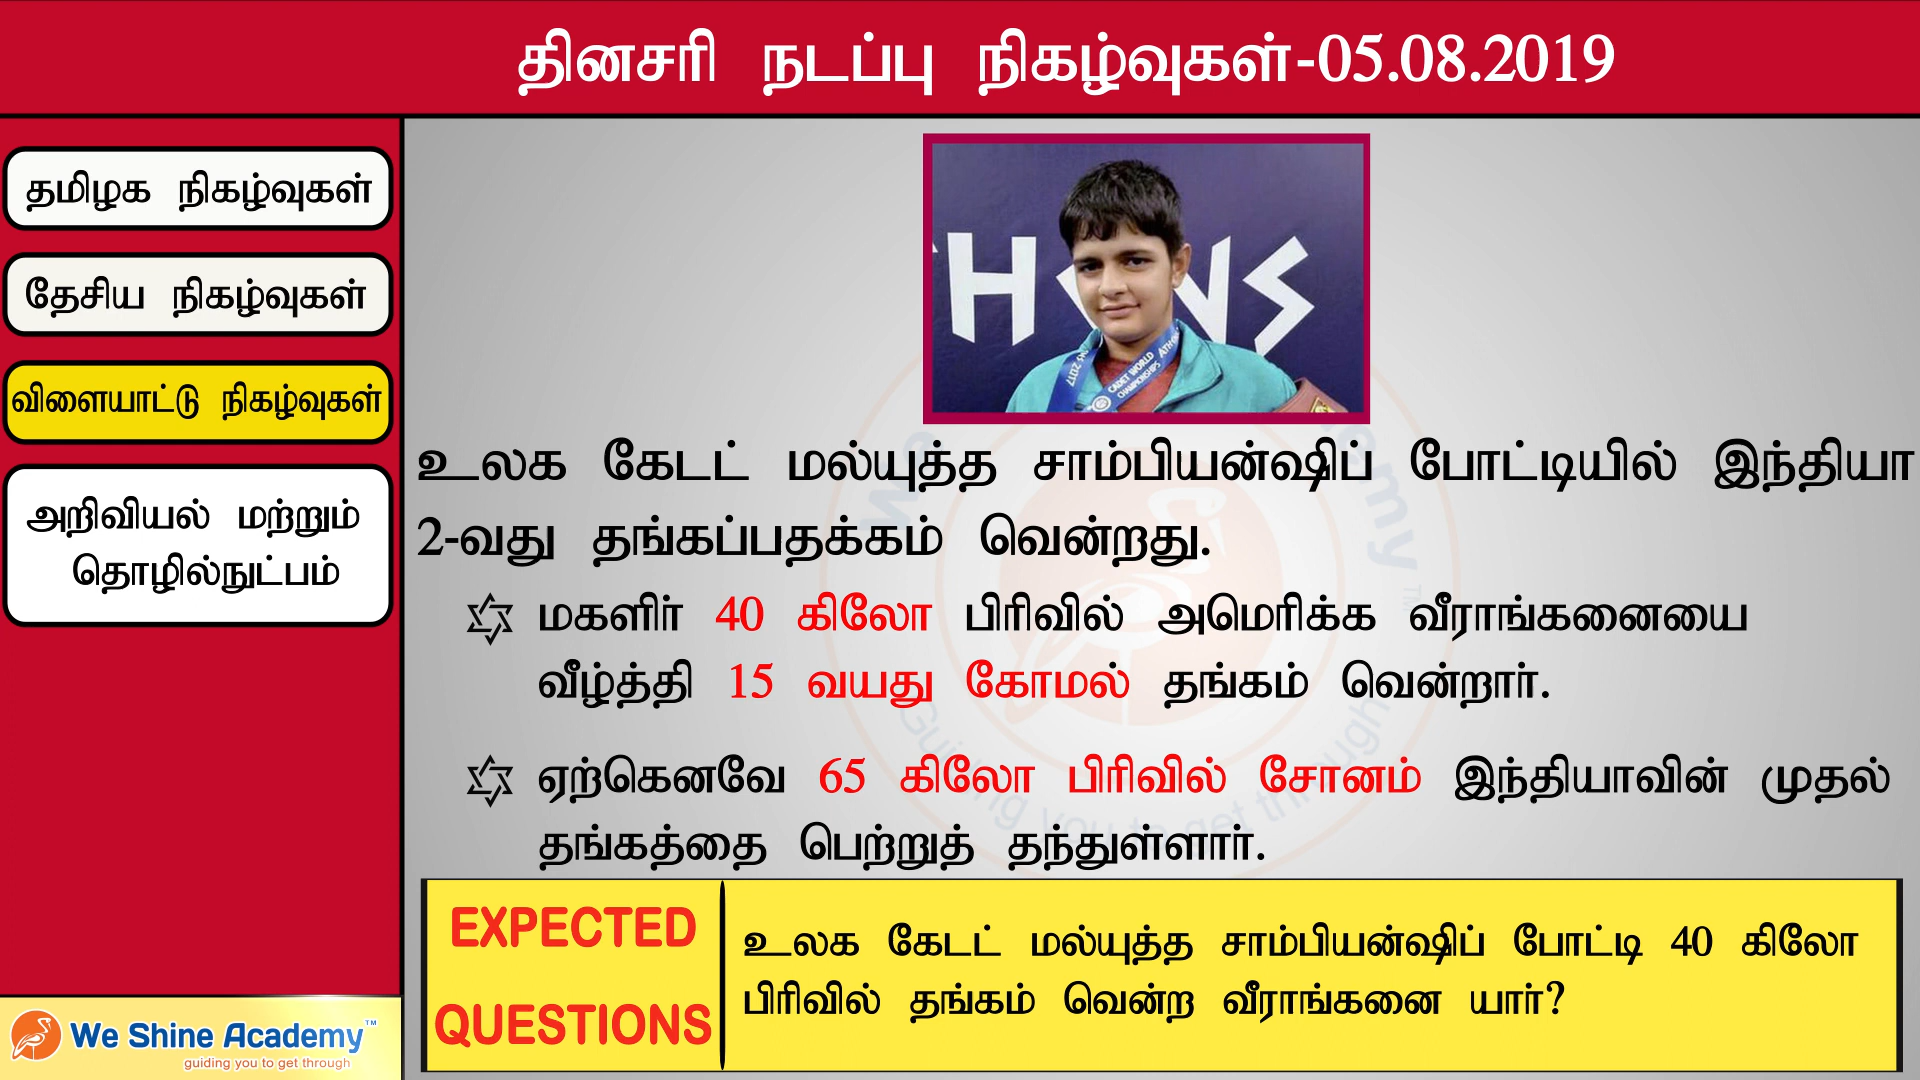 தினசரி நடப்பு நிகழ்வுகள்-05.08.2019
தமிழக நிகழ்வுகள்
தேசிய நிகழ்வுகள்
விளையாட்டு நிகழ்வுகள்
அறிவியல் மற்றும்
தொழில்நுட்பம்
உலக கேடட் மல்யுத்த சாம்பியன்ஷிப் போட்டியில் இந்தியா
2-வது தங்கப்பதக்கம் வென்றது.
மகளிர் 40 கிலோ பிரிவில் அமெரிக்க வீராங்கனையை
வீழ்த்தி 15 வயது கோமல் தங்கம் வென்றார்.
ஏற்கெனவே 65 கிலோ பிரிவில் சோனம் இந்தியாவின் முதல்
தங்கத்தை பெற்றுத் தந்துள்ளார்.
EXPECTED
QUESTIONS
உலக கேடட் மல்யுத்த சாம்பியன்ஷிப் போட்டி 40 கிலோ
பிரிவில் தங்கம் வென்ற வீராங்கனை யார்?
We Shine Academy™
guiding you to get through